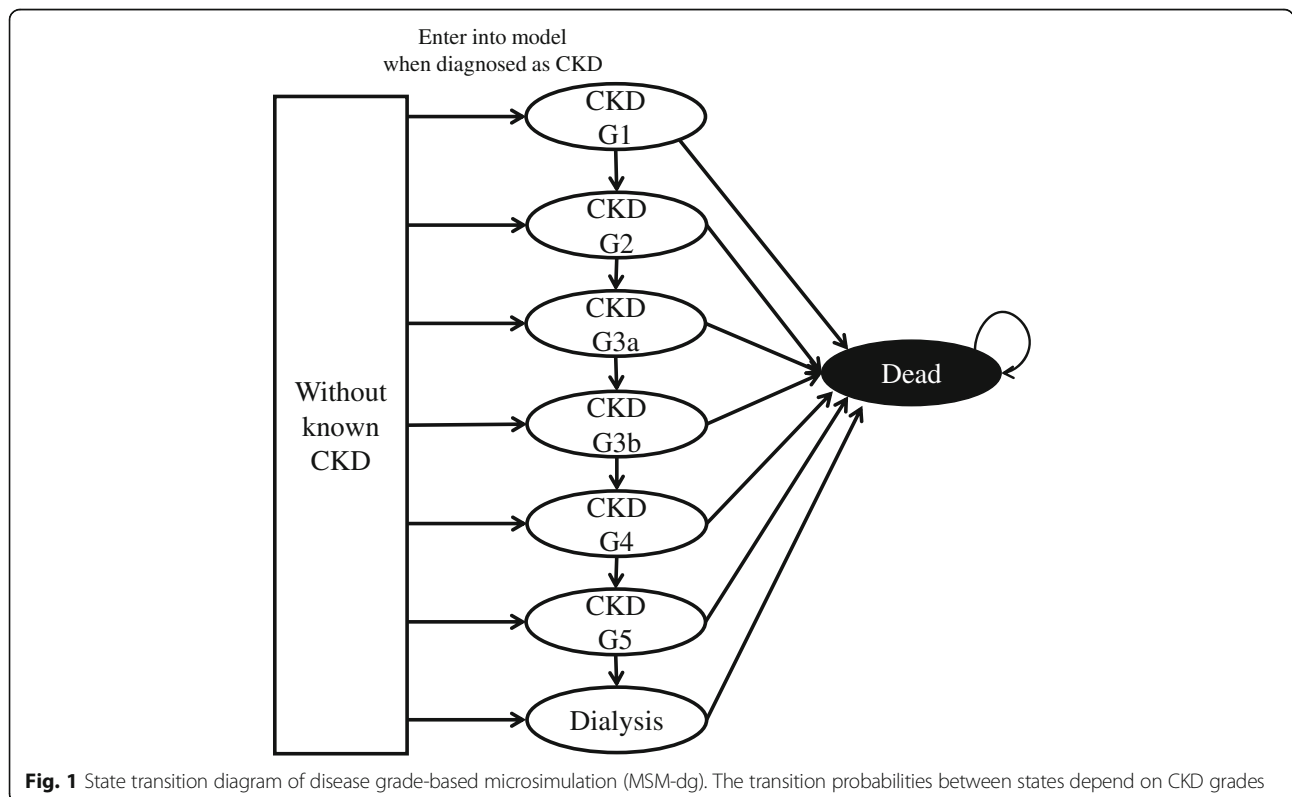 Enter into model
when diagnosed as CKD
CKD
G1
CKD
G2
CKD
G3a
CKD
G3b
CKD
G4
CKD
G5
Dialysis
Without
known
CKD
Dead
Fig. 1 State transition diagram of disease grade-based microsimulation (MSM-dg). The transition probabilities between states depend on CKD grades